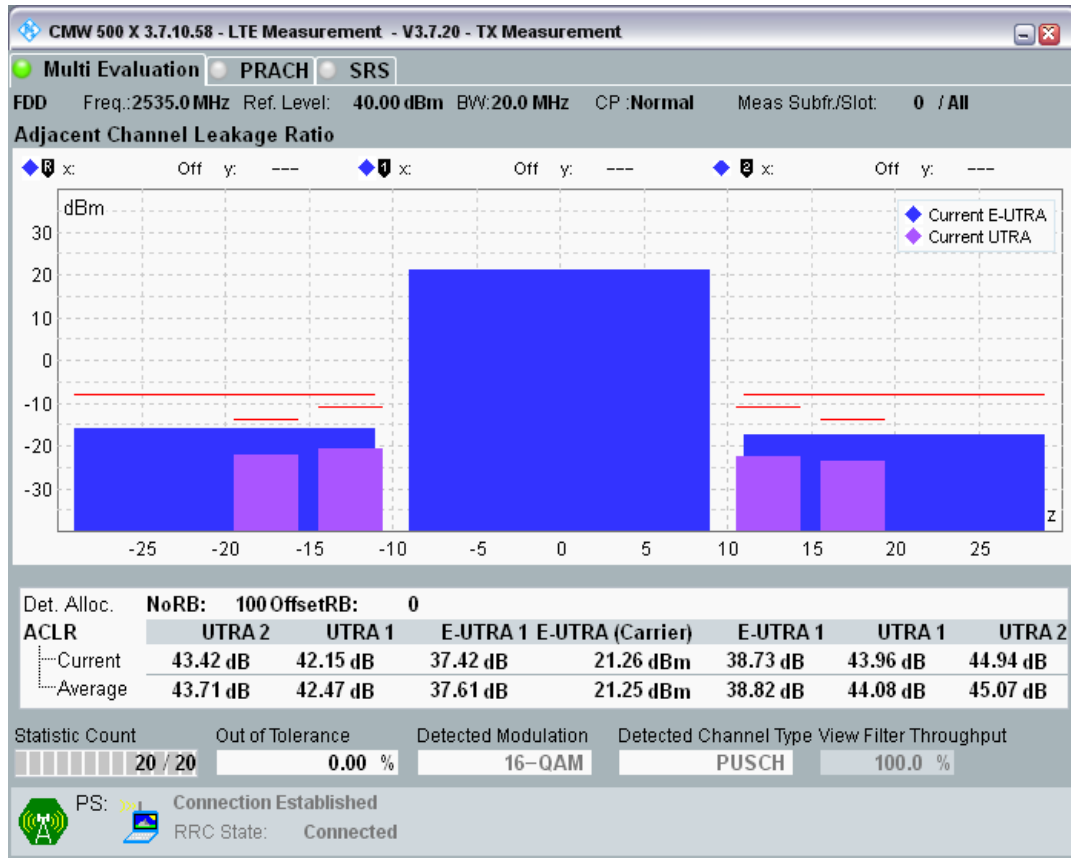 CMW 500 X 3.7.10.58 - LTE Measurement - V3.7.20 - TX Measurement
Multi Evaluation PRACH SRS
FDD Freq.:2535.0 MHz Ref. Level: 40.00 dBm BW:20.0 MHz CP :Normal Meas Subfr./Slot: 0 / All
Adjacent Channel Leakage Ratio
R x: Off y: --- 1 x: Off y: --- 2 x: Off y: ---
dBm
Current E-UTRA
Current UTRA
30
20
10
0
-10
-20
-30
Z
-25 -20 -15 -10 -5 0 5 10 15 20 25
Det. Alloc. NoRB: 100 OffsetRB: 0
ACLR UTRA 2 UTRA 1 E-UTRA 1 E-UTRA (Carrier) E-UTRA 1 UTRA 1 UTRA 2
Current 43.42 dB 42.15 dB 37.42 dB 21.26 dBm 38.73 dB 43.96 dB 44.94 dB
Average 43.71 dB 42.47 dB 37.61 dB 21.25 dBm 38.82 dB 44.08 dB 45.07 dB
Statistic Count Out of Tolerance Detected Modulation Detected Channel Type View Filter Throughput
20 / 20 0.00 % 16-QAM PUSCH 100.0 %
PS: Connection Established
RRC State: Connected